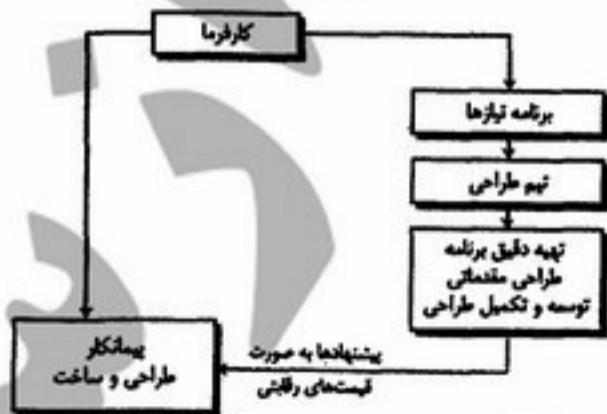 کارفرما
برنامه نیازها
تیم طراحی
تهیه دقیق برنامه
طراحی مقدماتی
توسعه و تکمیل طراحی
پیشنهادها به صورت
قیمت‌های رقابتی
پیمانکار
طراحی و ساخت